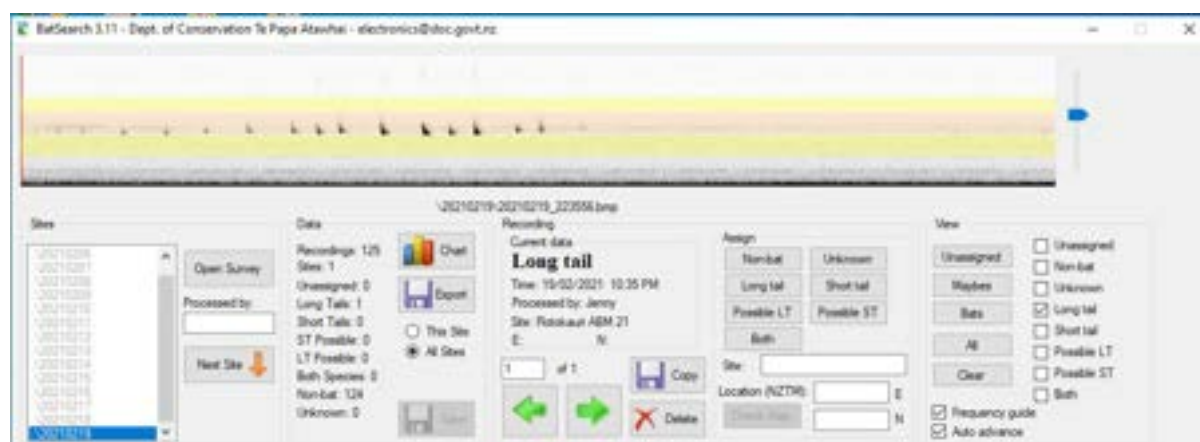 BatSearch 3.11 - Dept. of Conservation Te Papa Atawhai - electronics@doc.govt.nz
\20210219\20210219_223556.bmp
Sites
Open Survey
Processed by:
Next Site
\20210219
Data
Recordings: 125
Sites: 1
Unassigned: 0
Long Tails: 1
Short Tails: 0
ST Possible: 0
LT Possible: 0
Both Species: 0
Non-bat: 124
Unknown: 0
Chart
Export
This Site
All Sites
Save
Recording
Current data
Long tail
Time: 19/02/2021 10:35 PM
Processed by: Jenny
Site: Rotokauri ABM 21
E: N:
1 of 1
Copy
Delete
Assign
Non-bat Unknown
Long tail Short tail
Possible LT Possible ST
Both
Site:
Location (NZTM):
E
N
View
Unassigned
Maybes
Bats
All
Clear
Unassigned
Non-bat
Unknown
Long tail
Short tail
Possible LT
Possible ST
Both
Frequency guide
Auto advance